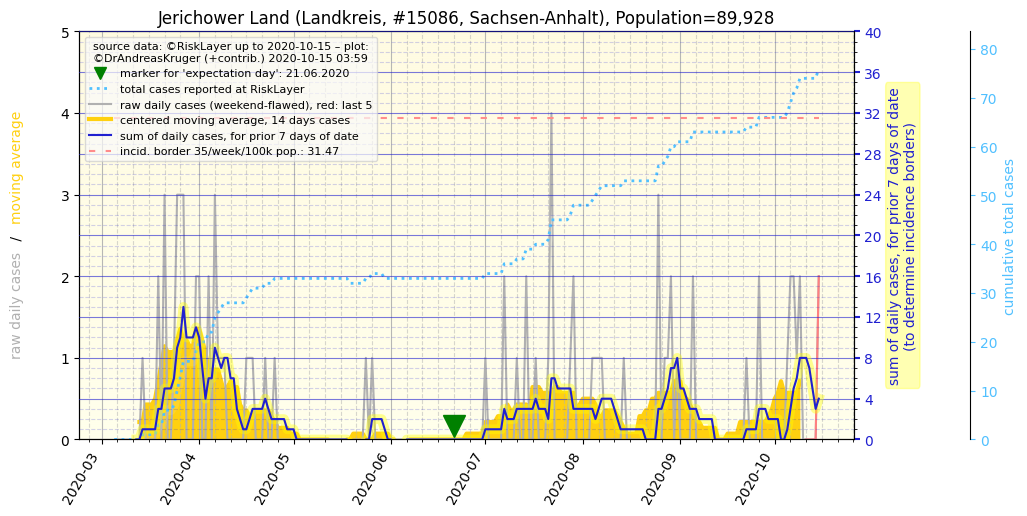 Jerichower Land (Landkreis, #15086, Sachsen-Anhalt), Population=89,928
source data: ©RiskLayer up to 2020-10-15 – plot:
©DrAndreasKruger (+contrib.) 2020-10-15 03:59
marker for 'expectation day': 21.06.2020
total cases reported at RiskLayer
raw daily cases (weekend-flawed), red: last 5
centered moving average, 14 days cases
sum of daily cases, for prior 7 days of date
incid. border 35/week/100k pop.: 31.47
raw daily cases / moving average
5
4
3
2
1
0
2020-03
2020-04
2020-05
2020-06
2020-07
2020-08
2020-09
2020-10
40
36
32
28
24
20
16
12
8
4
0
sum of daily cases, for prior 7 days of date
(to determine incidence borders)
80
70
60
50
40
30
20
10
0
cumulative total cases